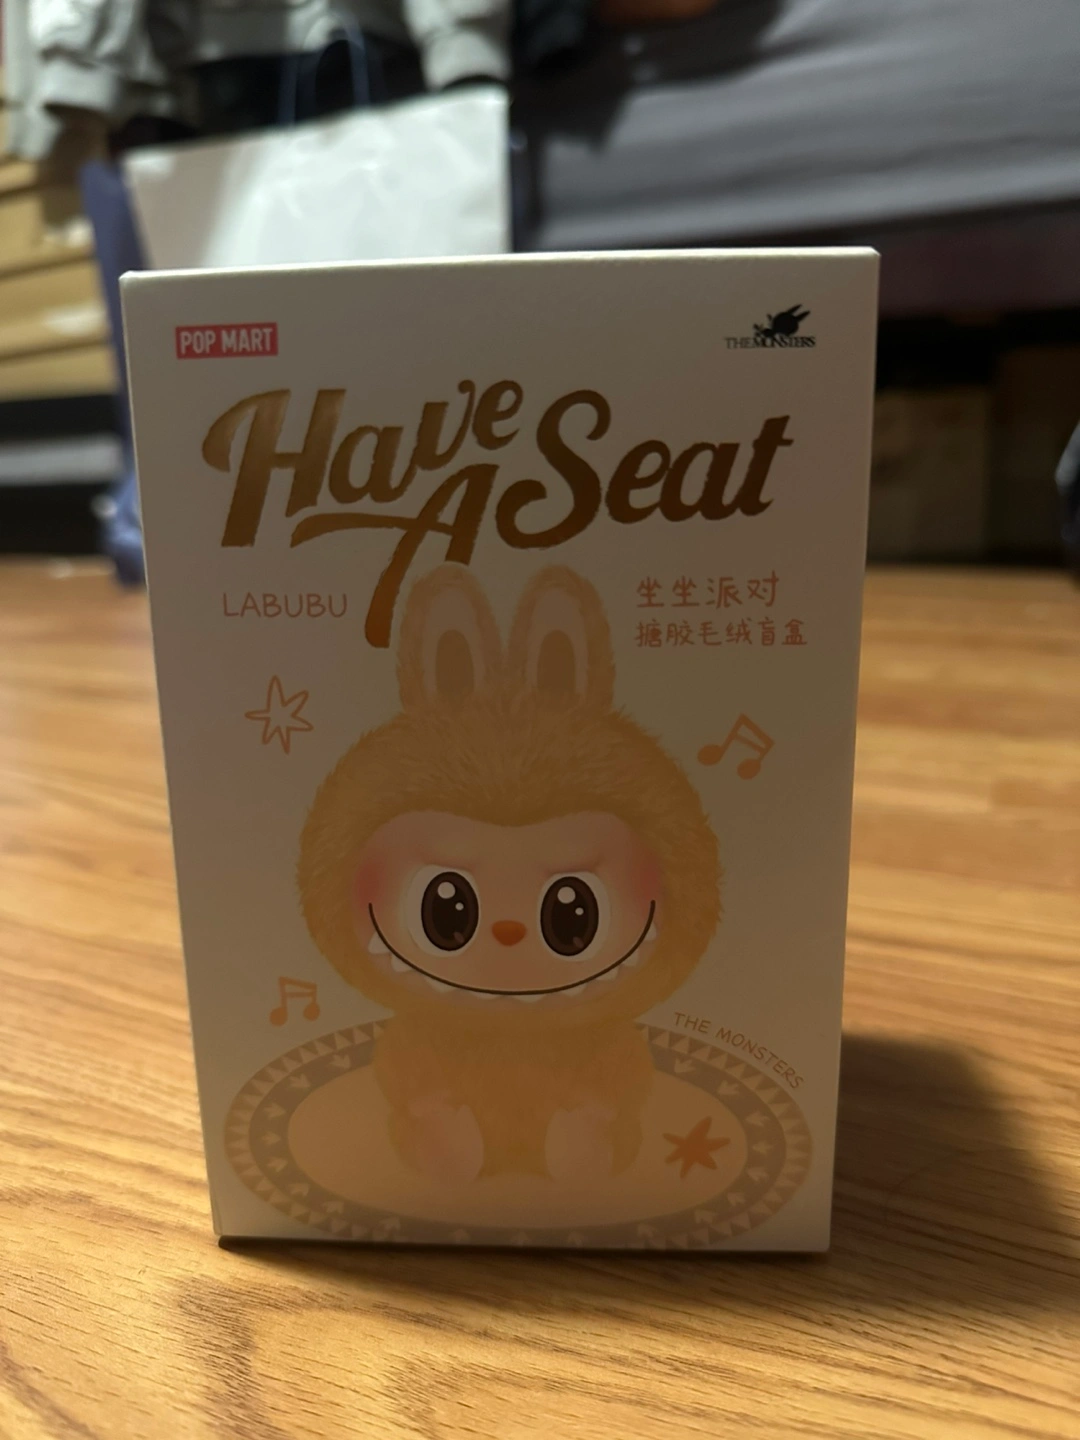 POP MART
THE MONSTERS
Have
A Seat
LABUBU
坐坐派对
搪胶毛绒盲盒
THE MONSTERS